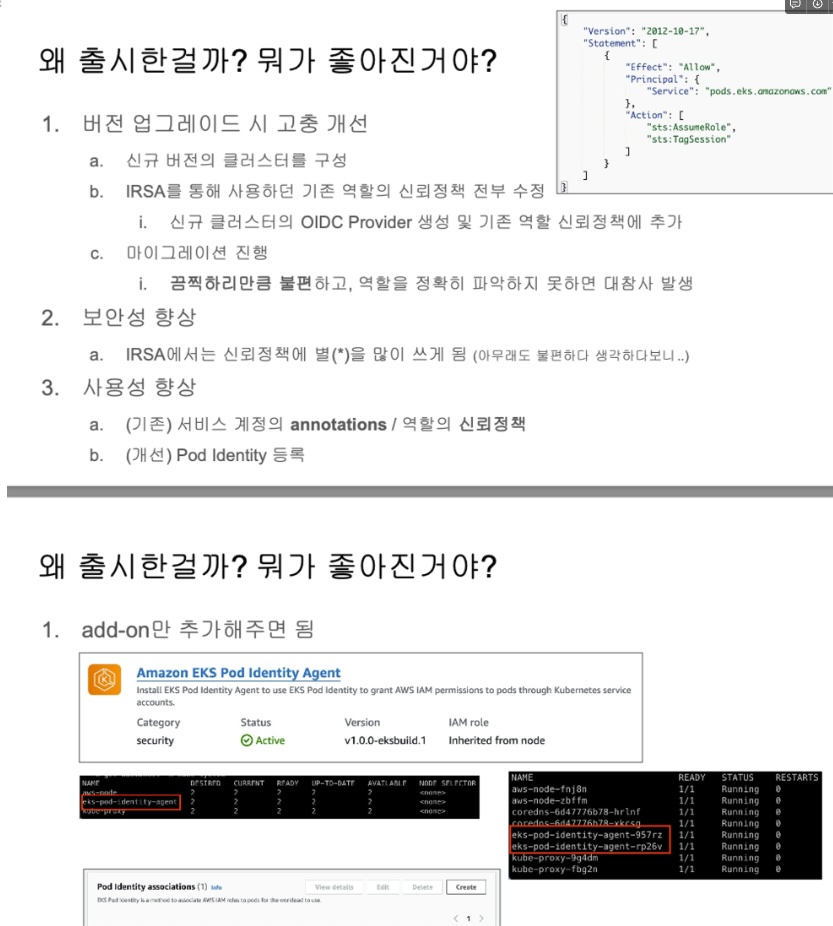 왜 출시한걸까? 뭐가 좋아진거야?
{
"Version": "2012-10-17",
"Statement": [
{
"Effect": "Allow",
"Principal": {
"Service": "pods.eks.amazonaws.com"
},
"Action": [
"sts:AssumeRole",
"sts:TagSession"
]
}
]
}
1. 버전 업그레이드 시 고충 개선
a. 신규 버전의 클러스터를 구성
b. IRSA를 통해 사용하던 기존 역할의 신뢰정책 전부 수정
i. 신규 클러스터의 OIDC Provider 생성 및 기존 역할 신뢰정책에 추가
c. 마이그레이션 진행
i. 끔찍하리만큼 불편하고, 역할을 정확히 파악하지 못하면 대참사 발생
2. 보안성 향상
a. IRSA에서는 신뢰정책에 별(*)을 많이 쓰게 됨 (아무래도 불편하다 생각하다보니..)
3. 사용성 향상
a. (기존) 서비스 계정의 annotations / 역할의 신뢰정책
b. (개선) Pod Identity 등록
왜 출시한걸까? 뭐가 좋아진거야?
1. add-on만 추가해주면 됨
Amazon EKS Pod Identity Agent
Install EKS Pod Identity Agent to use EKS Pod Identity to grant AWS IAM permissions to pods through Kubernetes service
accounts.
Category Status Version IAM role
security Active v1.0.0-eksbuild.1 Inherited from node
NAME DESIRED CURRENT READY UP-TO-DATE AVAILABLE NODE SELECTOR
aws-node 2 2 2 2 2 <none>
eks-pod-identity-agent 2 2 2 2 2 <none>
kube-proxy 2 2 2 2 2 <none>
NAME READY STATUS RESTARTS
aws-node-fnj8n 1/1 Running 0
aws-node-zbffm 1/1 Running 0
coredns-6d47776b78-hrlnf 1/1 Running 0
coredns-6d47776b78-xkcsg 1/1 Running 0
eks-pod-identity-agent-957rz 1/1 Running 0
eks-pod-identity-agent-rp26v 1/1 Running 0
kube-proxy-9g4dm 1/1 Running 0
kube-proxy-fbg2n 1/1 Running 0
Pod Identity associations (1) Info View details Edit Delete Create
EKS Pod Identity is a method to associate AWS IAM roles to pods for the workload to use.
< 1 >